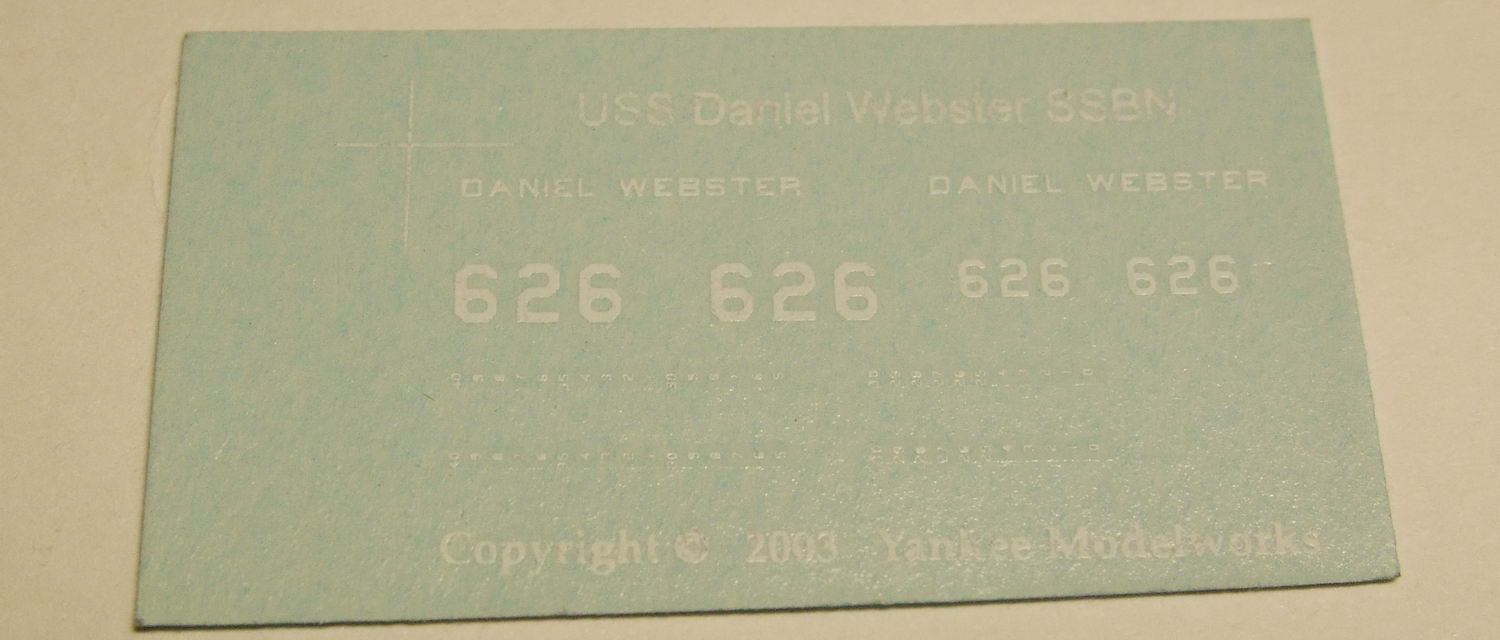 USS Daniel Webster SSBN
DANIEL WEBSTER DANIEL WEBSTER
626 626 626 626
Copyright © 2003 Yankee Modelworks